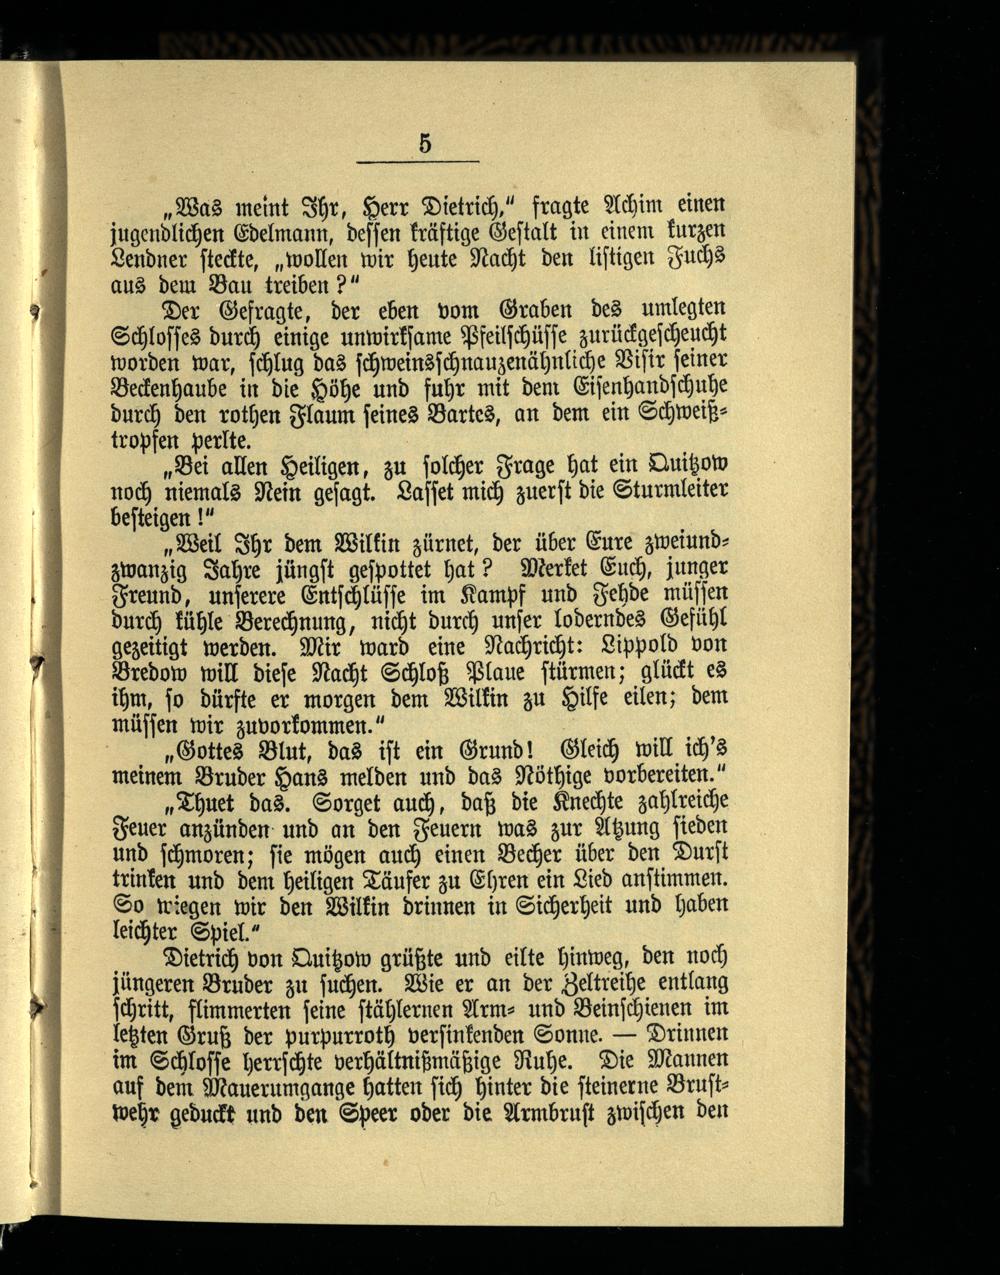 5
„Was meint Ihr, Herr Dietrich,“ fragte Achim einen
jugendlichen Edelmann, dessen kräftige Gestalt in einem kurzen
Lendner steckte, „wollen wir heute Nacht den listigen Fuchs
aus dem Bau treiben?“
Der Gefragte, der eben vom Graben des umlegten
Schlosses durch einige unwirksame Pfeilschüsse zurückgescheucht
worden war, schlug das schweinsschnauzenähnliche Visir seiner
Beckenhaube in die Höhe und fuhr mit dem Eisenhandschuhe
durch den rothen Flaum seines Bartes, an dem ein Schweiß-
tropfen perlte.
„Bei allen Heiligen, zu solcher Frage hat ein Quitzow
noch niemals Nein gesagt. Lasset mich zuerst die Sturmleiter
besteigen!“
„Weil Ihr dem Wilkin zürnet, der über Eure zweiund-
zwanzig Jahre jüngst gespottet hat? Merket Euch, junger
Freund, unserere Entschlüsse im Kampf und Fehde müssen
durch kühle Berechnung, nicht durch unser loderndes Gefühl
gezeitigt werden. Mir ward eine Nachricht: Lippold von
Bredow will diese Nacht Schloß Plaue stürmen; glückt es
ihm, so dürfte er morgen dem Wilkin zu Hilfe eilen; dem
müssen wir zuvorkommen.“
„Gottes Blut, das ist ein Grund! Gleich will ich's
meinem Bruder Hans melden und das Nöthige vorbereiten.“
„Thuet das. Sorget auch, daß die Knechte zahlreiche
Feuer anzünden und an den Feuern was zur Atzung sieden
und schmoren; sie mögen auch einen Becher über den Durst
trinken und dem heiligen Täufer zu Ehren ein Lied anstimmen.
So wiegen wir den Wilkin drinnen in Sicherheit und haben
leichter Spiel.“
Dietrich von Quitzow grüßte und eilte hinweg, den noch
jüngeren Bruder zu suchen. Wie er an der Zeltreihe entlang
schritt, flimmerten seine stählernen Arm- und Beinschienen im
letzten Gruß der purpurroth versinkenden Sonne. — Drinnen
im Schlosse herrschte verhältnißmäßige Ruhe. Die Mannen
auf dem Mauerumgange hatten sich hinter die steinerne Brust-
wehr geduckt und den Speer oder die Armbrust zwischen den